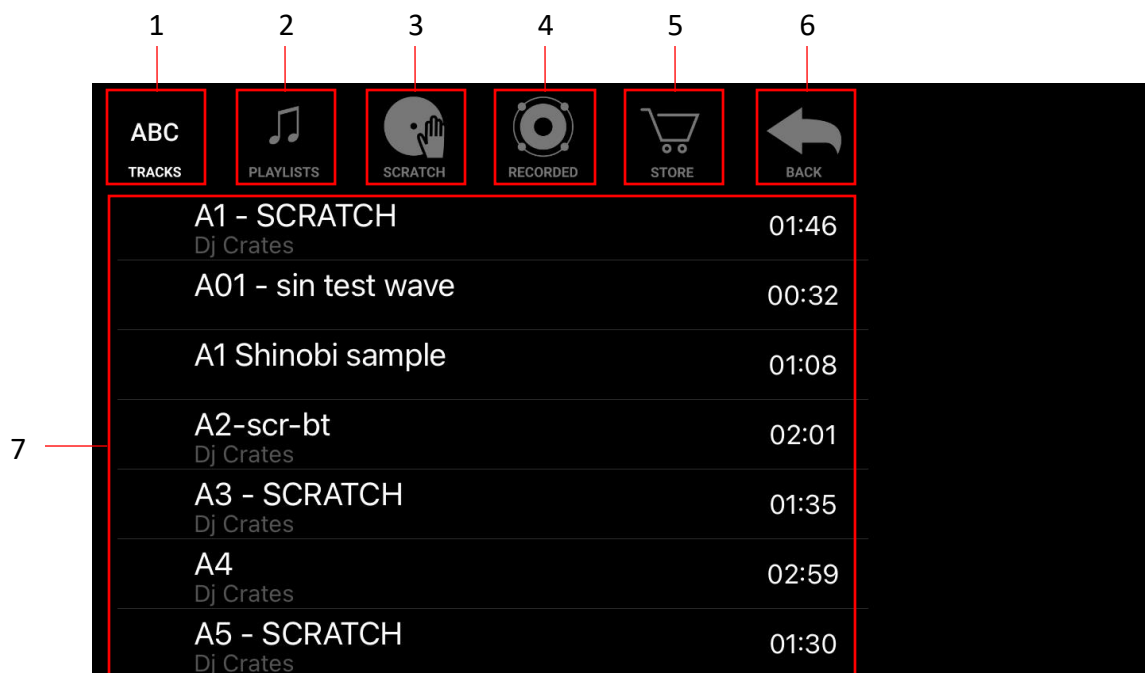 1 2 3 4 5 6
ABC
TRACKS PLAYLISTS SCRATCH RECORDED STORE BACK
A1 - SCRATCH 01:46
Dj Crates
A01 - sin test wave 00:32
A1 Shinobi sample 01:08
A2-scr-bt 02:01
Dj Crates
7
A3 - SCRATCH 01:35
Dj Crates
A4 02:59
Dj Crates
A5 - SCRATCH 01:30
Dj Crates